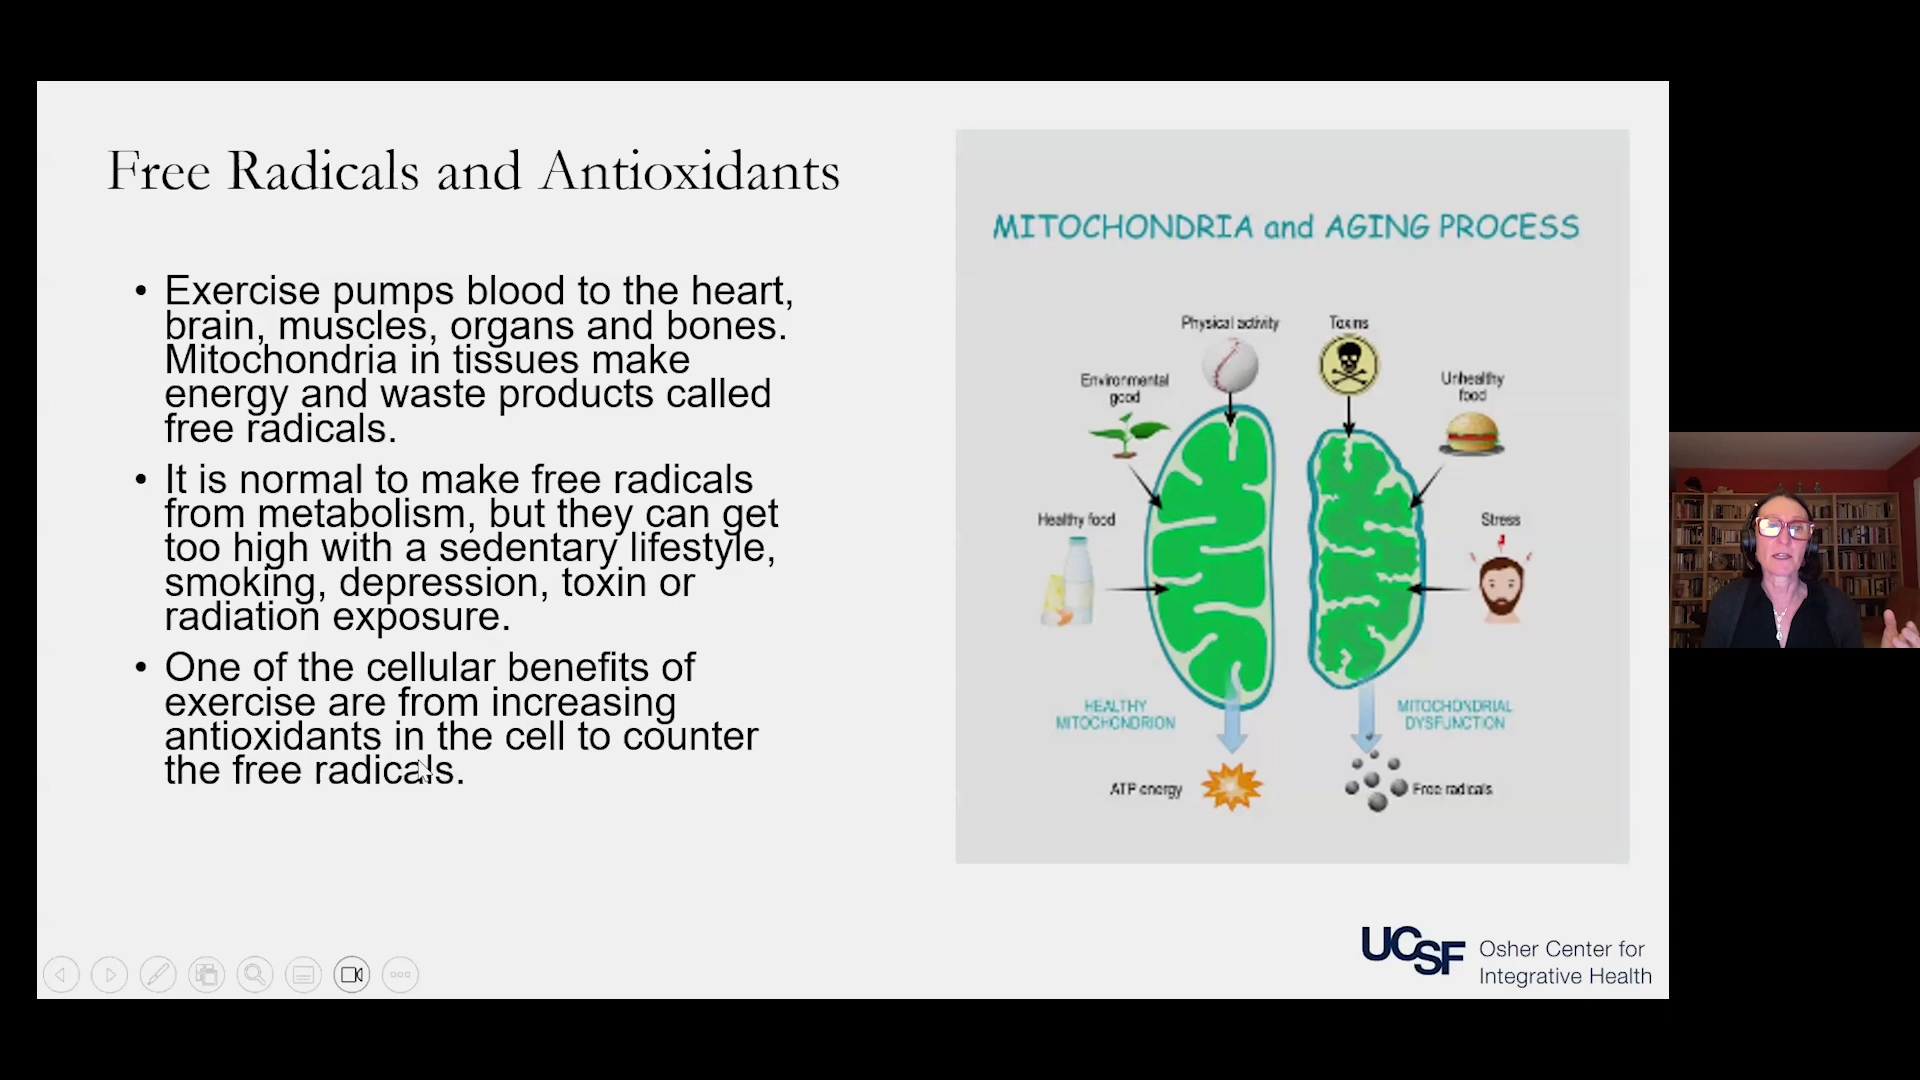 Free Radicals and Antioxidants
• Exercise pumps blood to the heart,
brain, muscles, organs and bones.
Mitochondria in tissues make
energy and waste products called
free radicals.
• It is normal to make free radicals
from metabolism, but they can get
too high with a sedentary lifestyle,
smoking, depression, toxin or
radiation exposure.
• One of the cellular benefits of
exercise are from increasing
antioxidants in the cell to counter
the free radicals.
MITOCHONDRIA and AGING PROCESS
Physical activity
Toxins
Environmental
good
Unhealthy
food
Healthy food
Stress
HEALTHY
MITOCHONDRION
MITOCHONDRIAL
DYSFUNCTION
ATP energy
Free radicals
UCSF
Osher Center for
Integrative Health